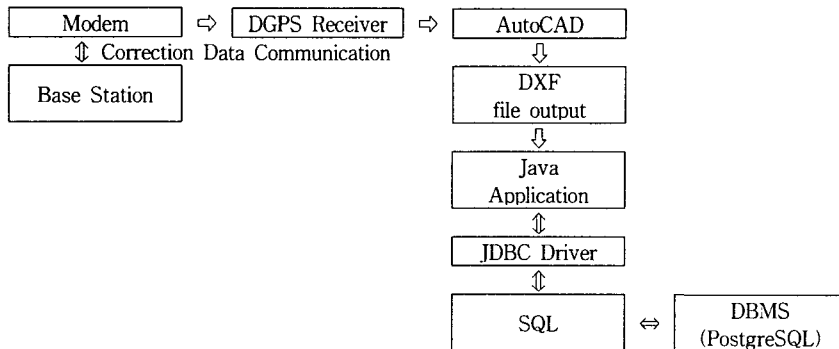 Modem ⇨ DGPS Receiver ⇨ AutoCAD
⇕ Correction Data Communication ⇩
Base Station
DXF
file output
⇩
Java
Application
⇕
JDBC Driver
⇕
SQL ⇔ DBMS
(PostgreSQL)